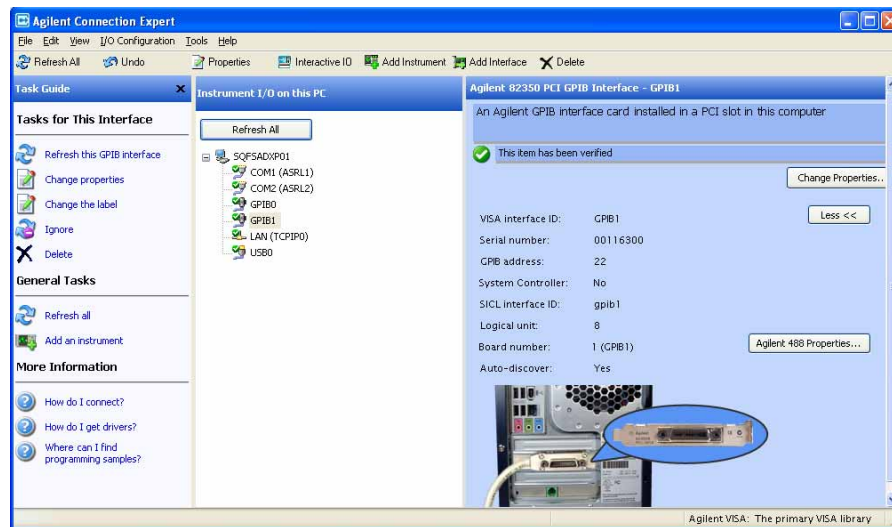 Agilent Connection Expert
File Edit View I/O Configuration Tools Help
Refresh All Undo Properties Interactive IO Add Instrument Add Interface Delete
Task Guide
Tasks for This Interface
Refresh this GPIB interface
Change properties
Change the label
Ignore
Delete
General Tasks
Refresh all
Add an instrument
More Information
How do I connect?
How do I get drivers?
Where can I find
programming samples?
Instrument I/O on this PC
Refresh All
SQFSADXP01
COM1 (ASRL1)
COM2 (ASRL2)
GPIB0
GPIB1
LAN (TCPIP0)
USB0
Agilent 82350 PCI GPIB Interface - GPIB1
An Agilent GPIB interface card installed in a PCI slot in this computer
This item has been verified
Change Properties..
Less <<
VISA interface ID: GPIB1
Serial number: 00116300
GPIB address: 22
System Controller: No
SICL interface ID: gpib1
Logical unit: 8
Board number: 1 (GPIB1)
Agilent 488 Properties...
Auto-discover: Yes
Agilent VISA: The primary VISA library